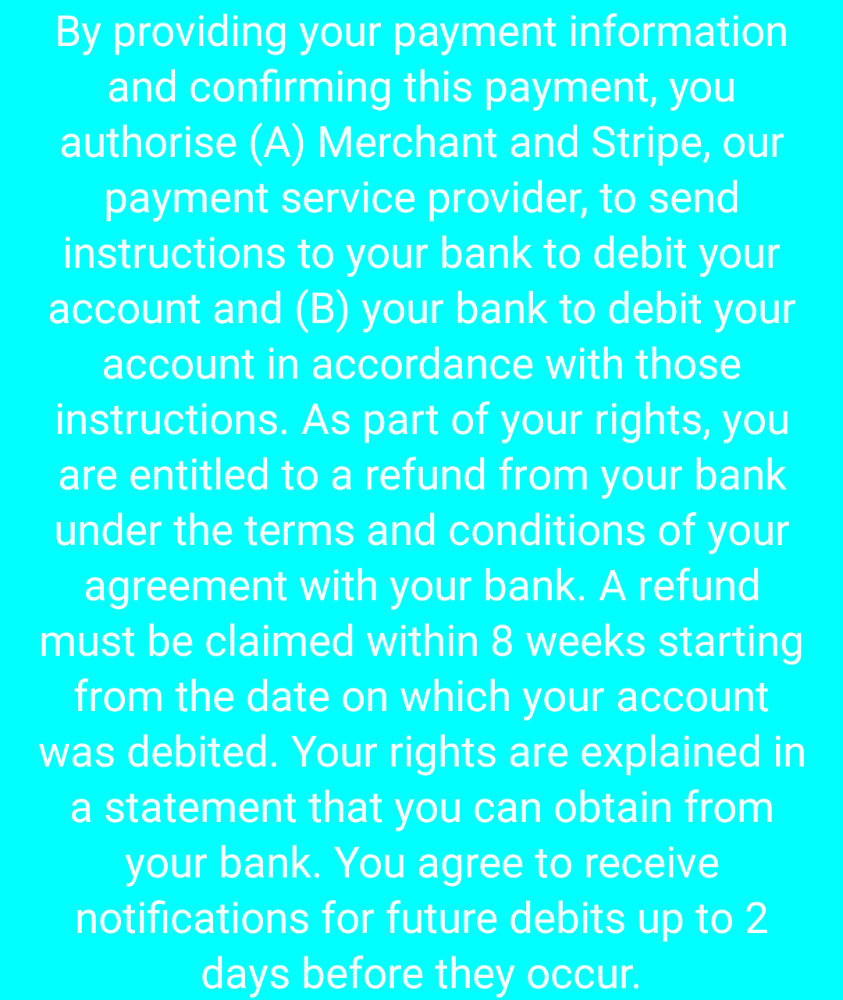 By providing your payment information
and confirming this payment, you
authorise (A) Merchant and Stripe, our
payment service provider, to send
instructions to your bank to debit your
account and (B) your bank to debit your
account in accordance with those
instructions. As part of your rights, you
are entitled to a refund from your bank
under the terms and conditions of your
agreement with your bank. A refund
must be claimed within 8 weeks starting
from the date on which your account
was debited. Your rights are explained in
a statement that you can obtain from
your bank. You agree to receive
notifications for future debits up to 2
days before they occur.